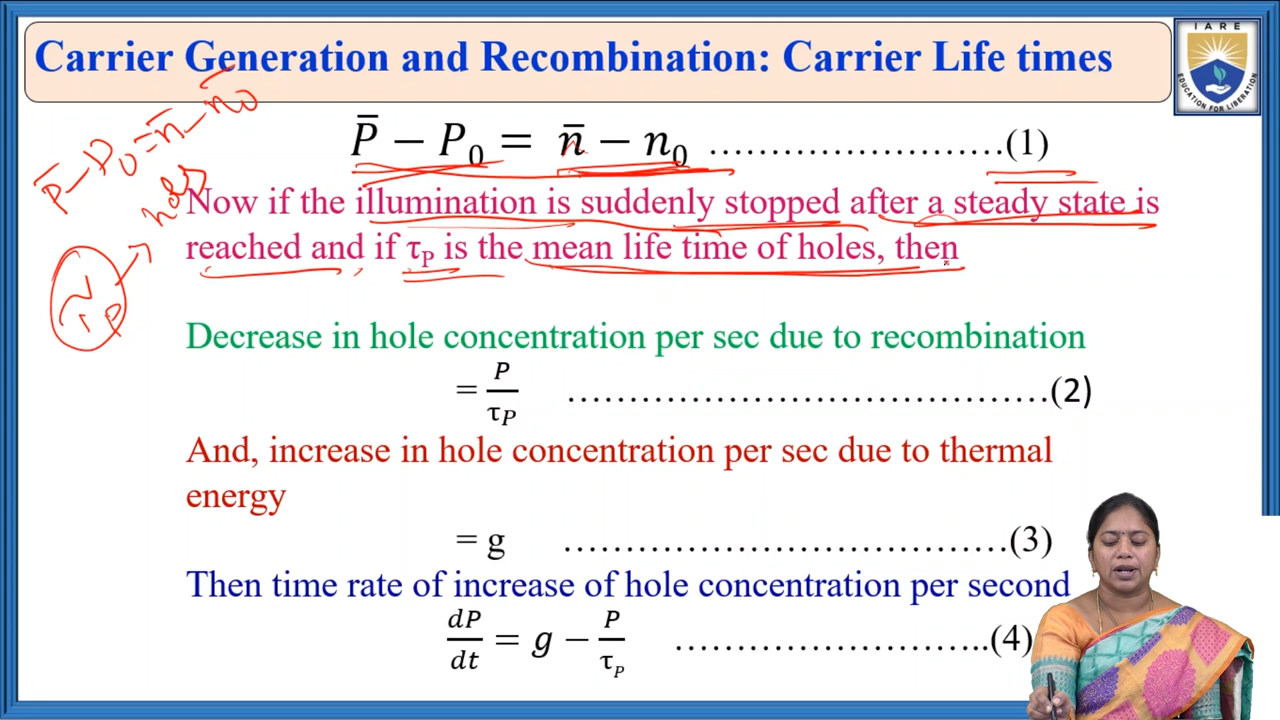 Carrier Generation and Recombination: Carrier Life times
IARE
EDUCATION FOR LIBERATION
P̄ − P₀ = n̄ − n₀ ……………………(1)
P̄ − P₀ = n̄ − n̄₀
holes
τP
Now if the illumination is suddenly stopped after a steady state is
reached and if τP is the mean life time of holes, then
Decrease in hole concentration per sec due to recombination
= P/τP ……………………………………(2)
And, increase in hole concentration per sec due to thermal
energy
= g …………………………………(3)
Then time rate of increase of hole concentration per second
dP/dt = g − P/τP …………………………..(4)